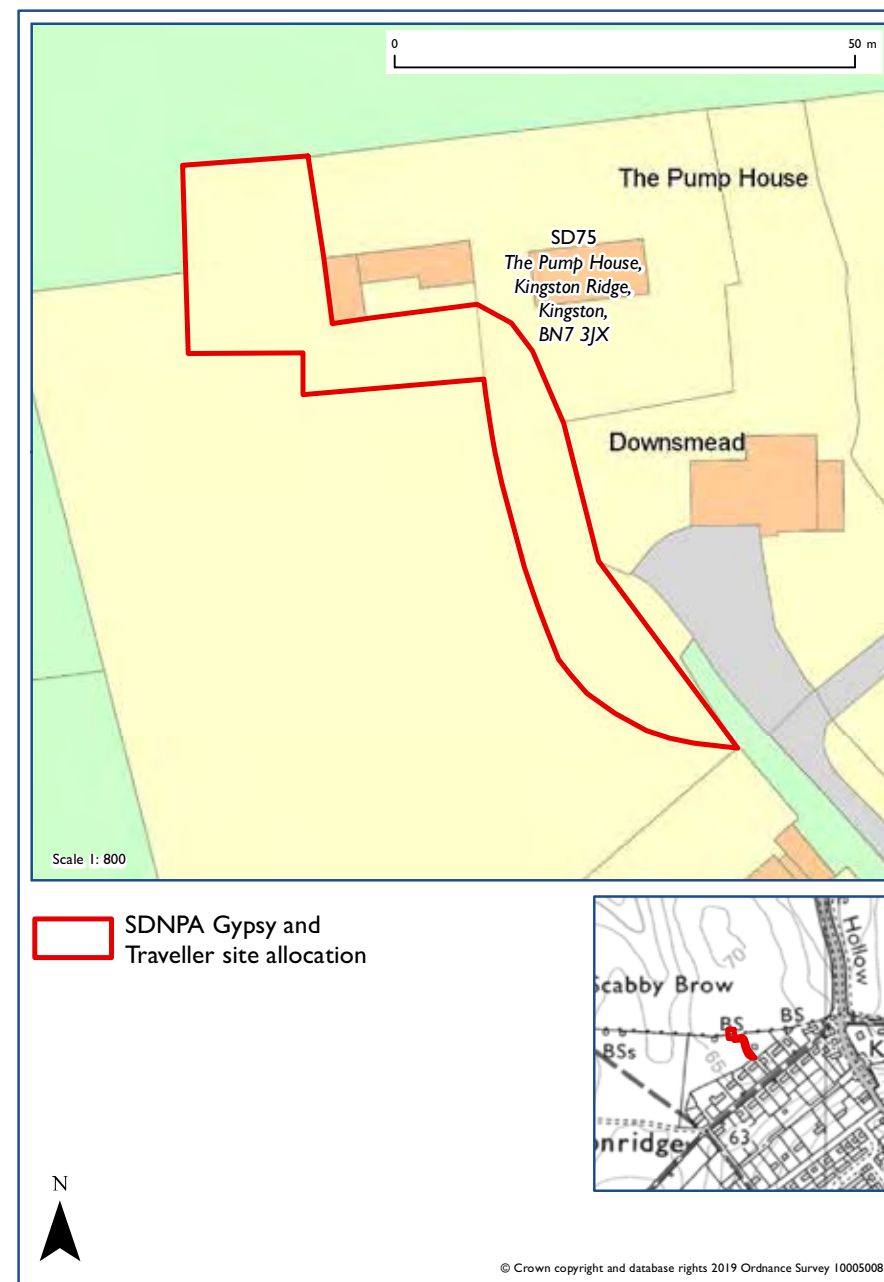 0 50 m
The Pump House
SD75
The Pump House,
Kingston Ridge,
Kingston,
BN7 3JX
Downsmead
Scale 1: 800
SDNPA Gypsy and
Traveller site allocation
Hollow
70
Scabby Brow
BS BS
BSs
65
K
nridge
63
N
© Crown copyright and database rights 2019 Ordnance Survey 10005008